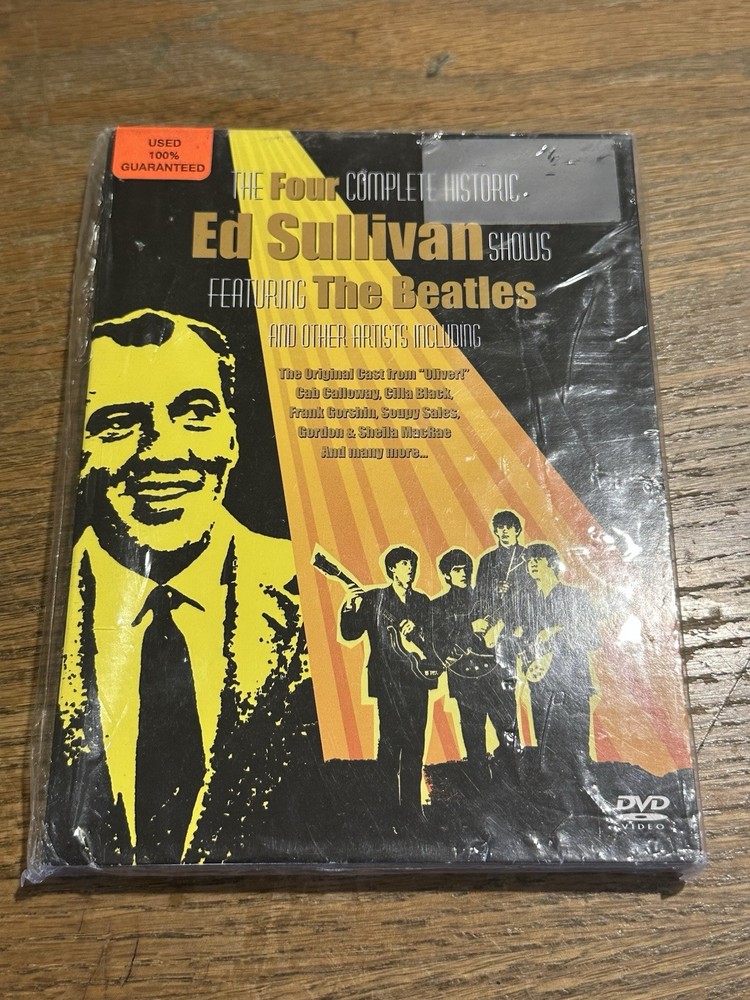 USED
100%
GUARANTEED
THE Four COMPLETE HISTORIC
Ed Sullivan SHOWS
FEATURING The Beatles
AND OTHER ARTISTS INCLUDING
The Original Cast from "Oliver!"
Cab Calloway, Cilla Black,
Frank Gorshin, Soupy Sales,
Gordon & Sheila MacRae
And many more...
DVD
VIDEO